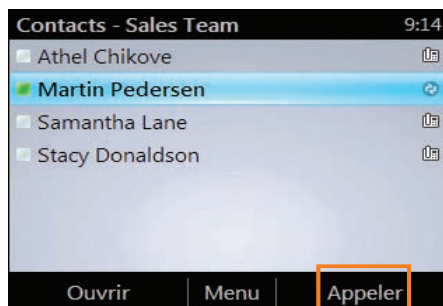 Contacts - Sales Team 9:14
Athel Chikove
Martin Pedersen
Samantha Lane
Stacy Donaldson
Ouvrir Menu Appeler